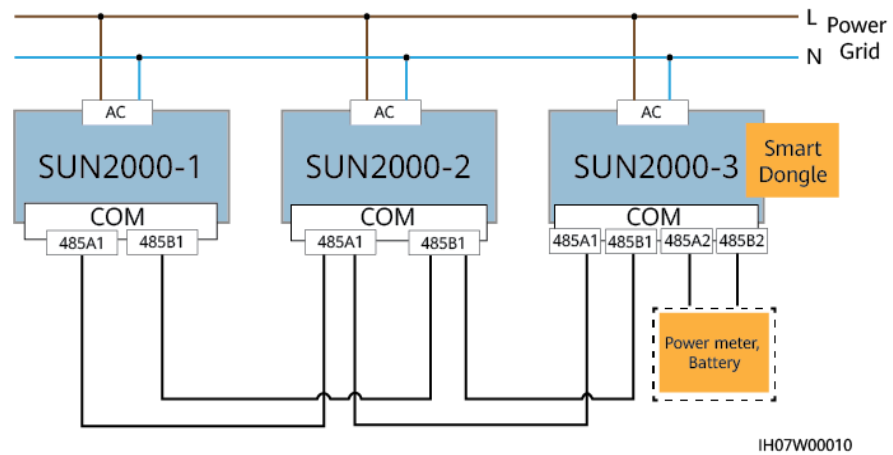 L
Power
Grid
N
AC
AC
AC
SUN2000-1
SUN2000-2
SUN2000-3
Smart
Dongle
COM
COM
COM
485A1
485B1
485A1
485B1
485A1
485B1
485A2
485B2
Power meter,
Battery
IH07W00010